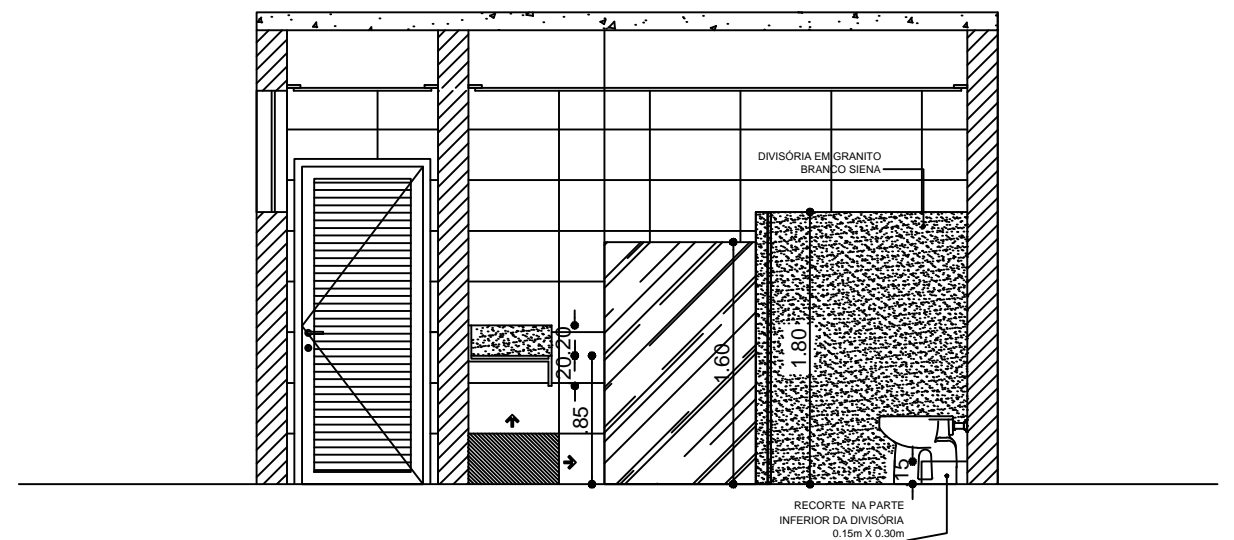 DIVISÓRIA EM GRANITO
BRANCO SIENA
.20
.20
.85
1.60
1.80
.15
RECORTE NA PARTE
INFERIOR DA DIVISÓRIA
0.15m X 0.30m